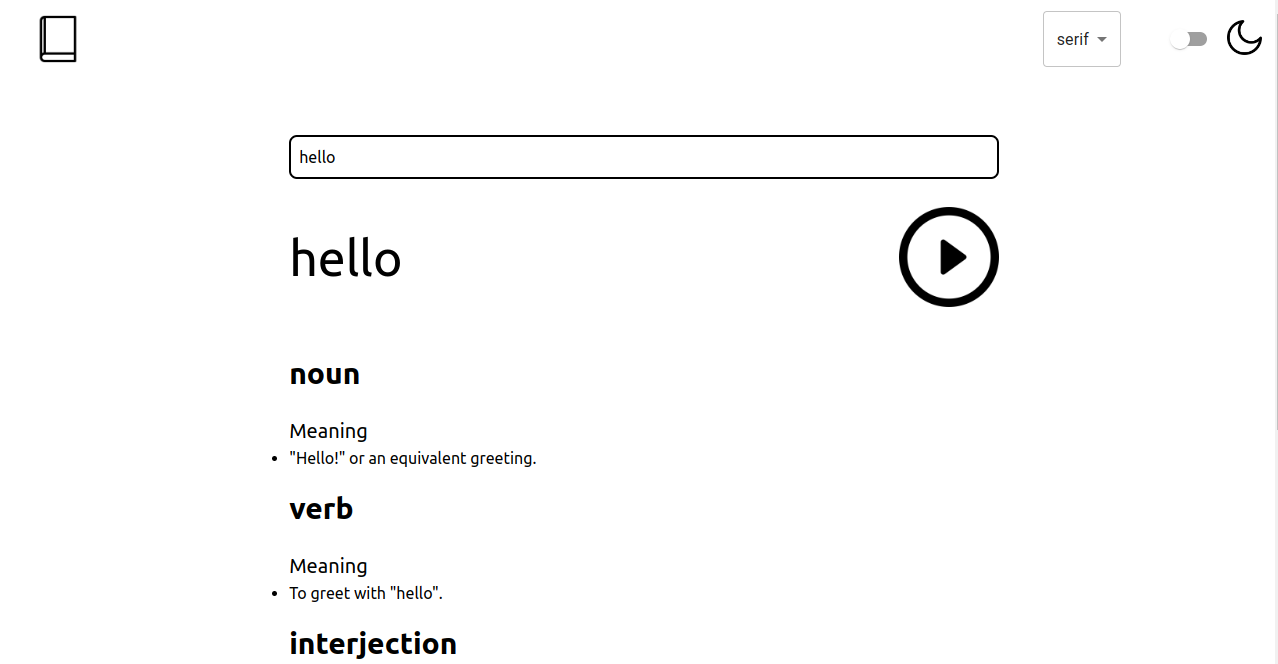 serif
hello
hello
noun
Meaning
"Hello!" or an equivalent greeting.
verb
Meaning
To greet with "hello".
interjection